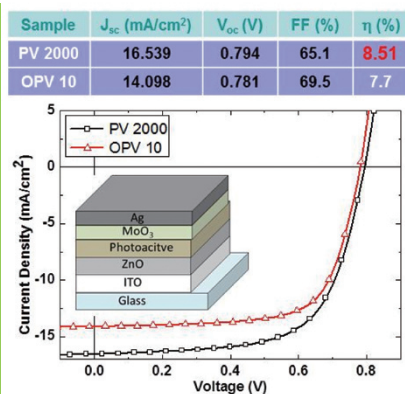 Sample Jsc (mA/cm²) Voc (V) FF (%) η (%)
PV 2000 16.539 0.794 65.1 8.51
OPV 10 14.098 0.781 69.5 7.7
5
0
-5
-10
-15
Current Density (mA/cm²)
PV 2000
OPV 10
Ag
MoO₃
Photoacitve
ZnO
ITO
Glass
0.0 0.2 0.4 0.6 0.8
Voltage (V)